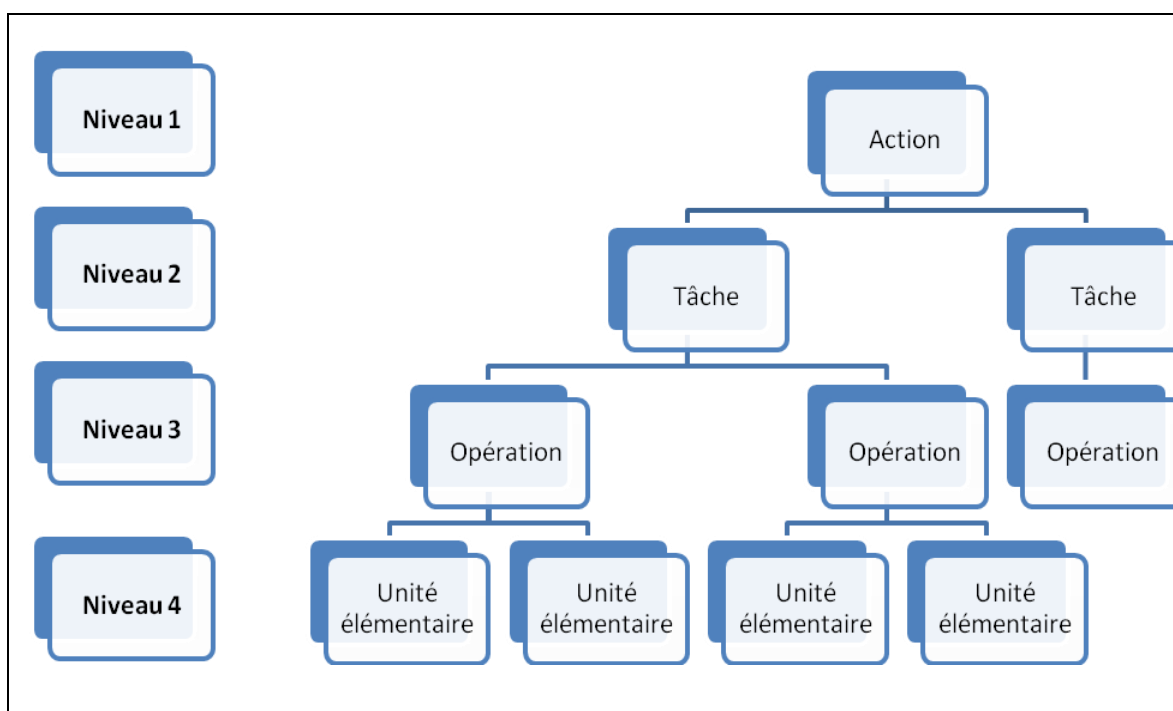 Niveau 1
Action
Niveau 2
Tâche
Tâche
Niveau 3
Opération
Opération
Opération
Niveau 4
Unité
élémentaire
Unité
élémentaire
Unité
élémentaire
Unité
élémentaire